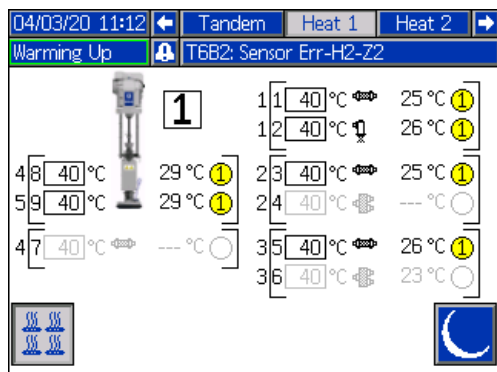 04/03/20 11:12 Tandem Heat 1 Heat 2
Warming Up T6B2: Sensor Err-H2-Z2
1
1 1 40 °C 25 °C 1
1 2 40 °C 26 °C 1
4 8 40 °C 29 °C 1
5 9 40 °C 29 °C 1
2 3 40 °C 25 °C 1
2 4 40 °C --- °C
4 7 40 °C --- °C
3 5 40 °C 26 °C 1
3 6 40 °C 23 °C